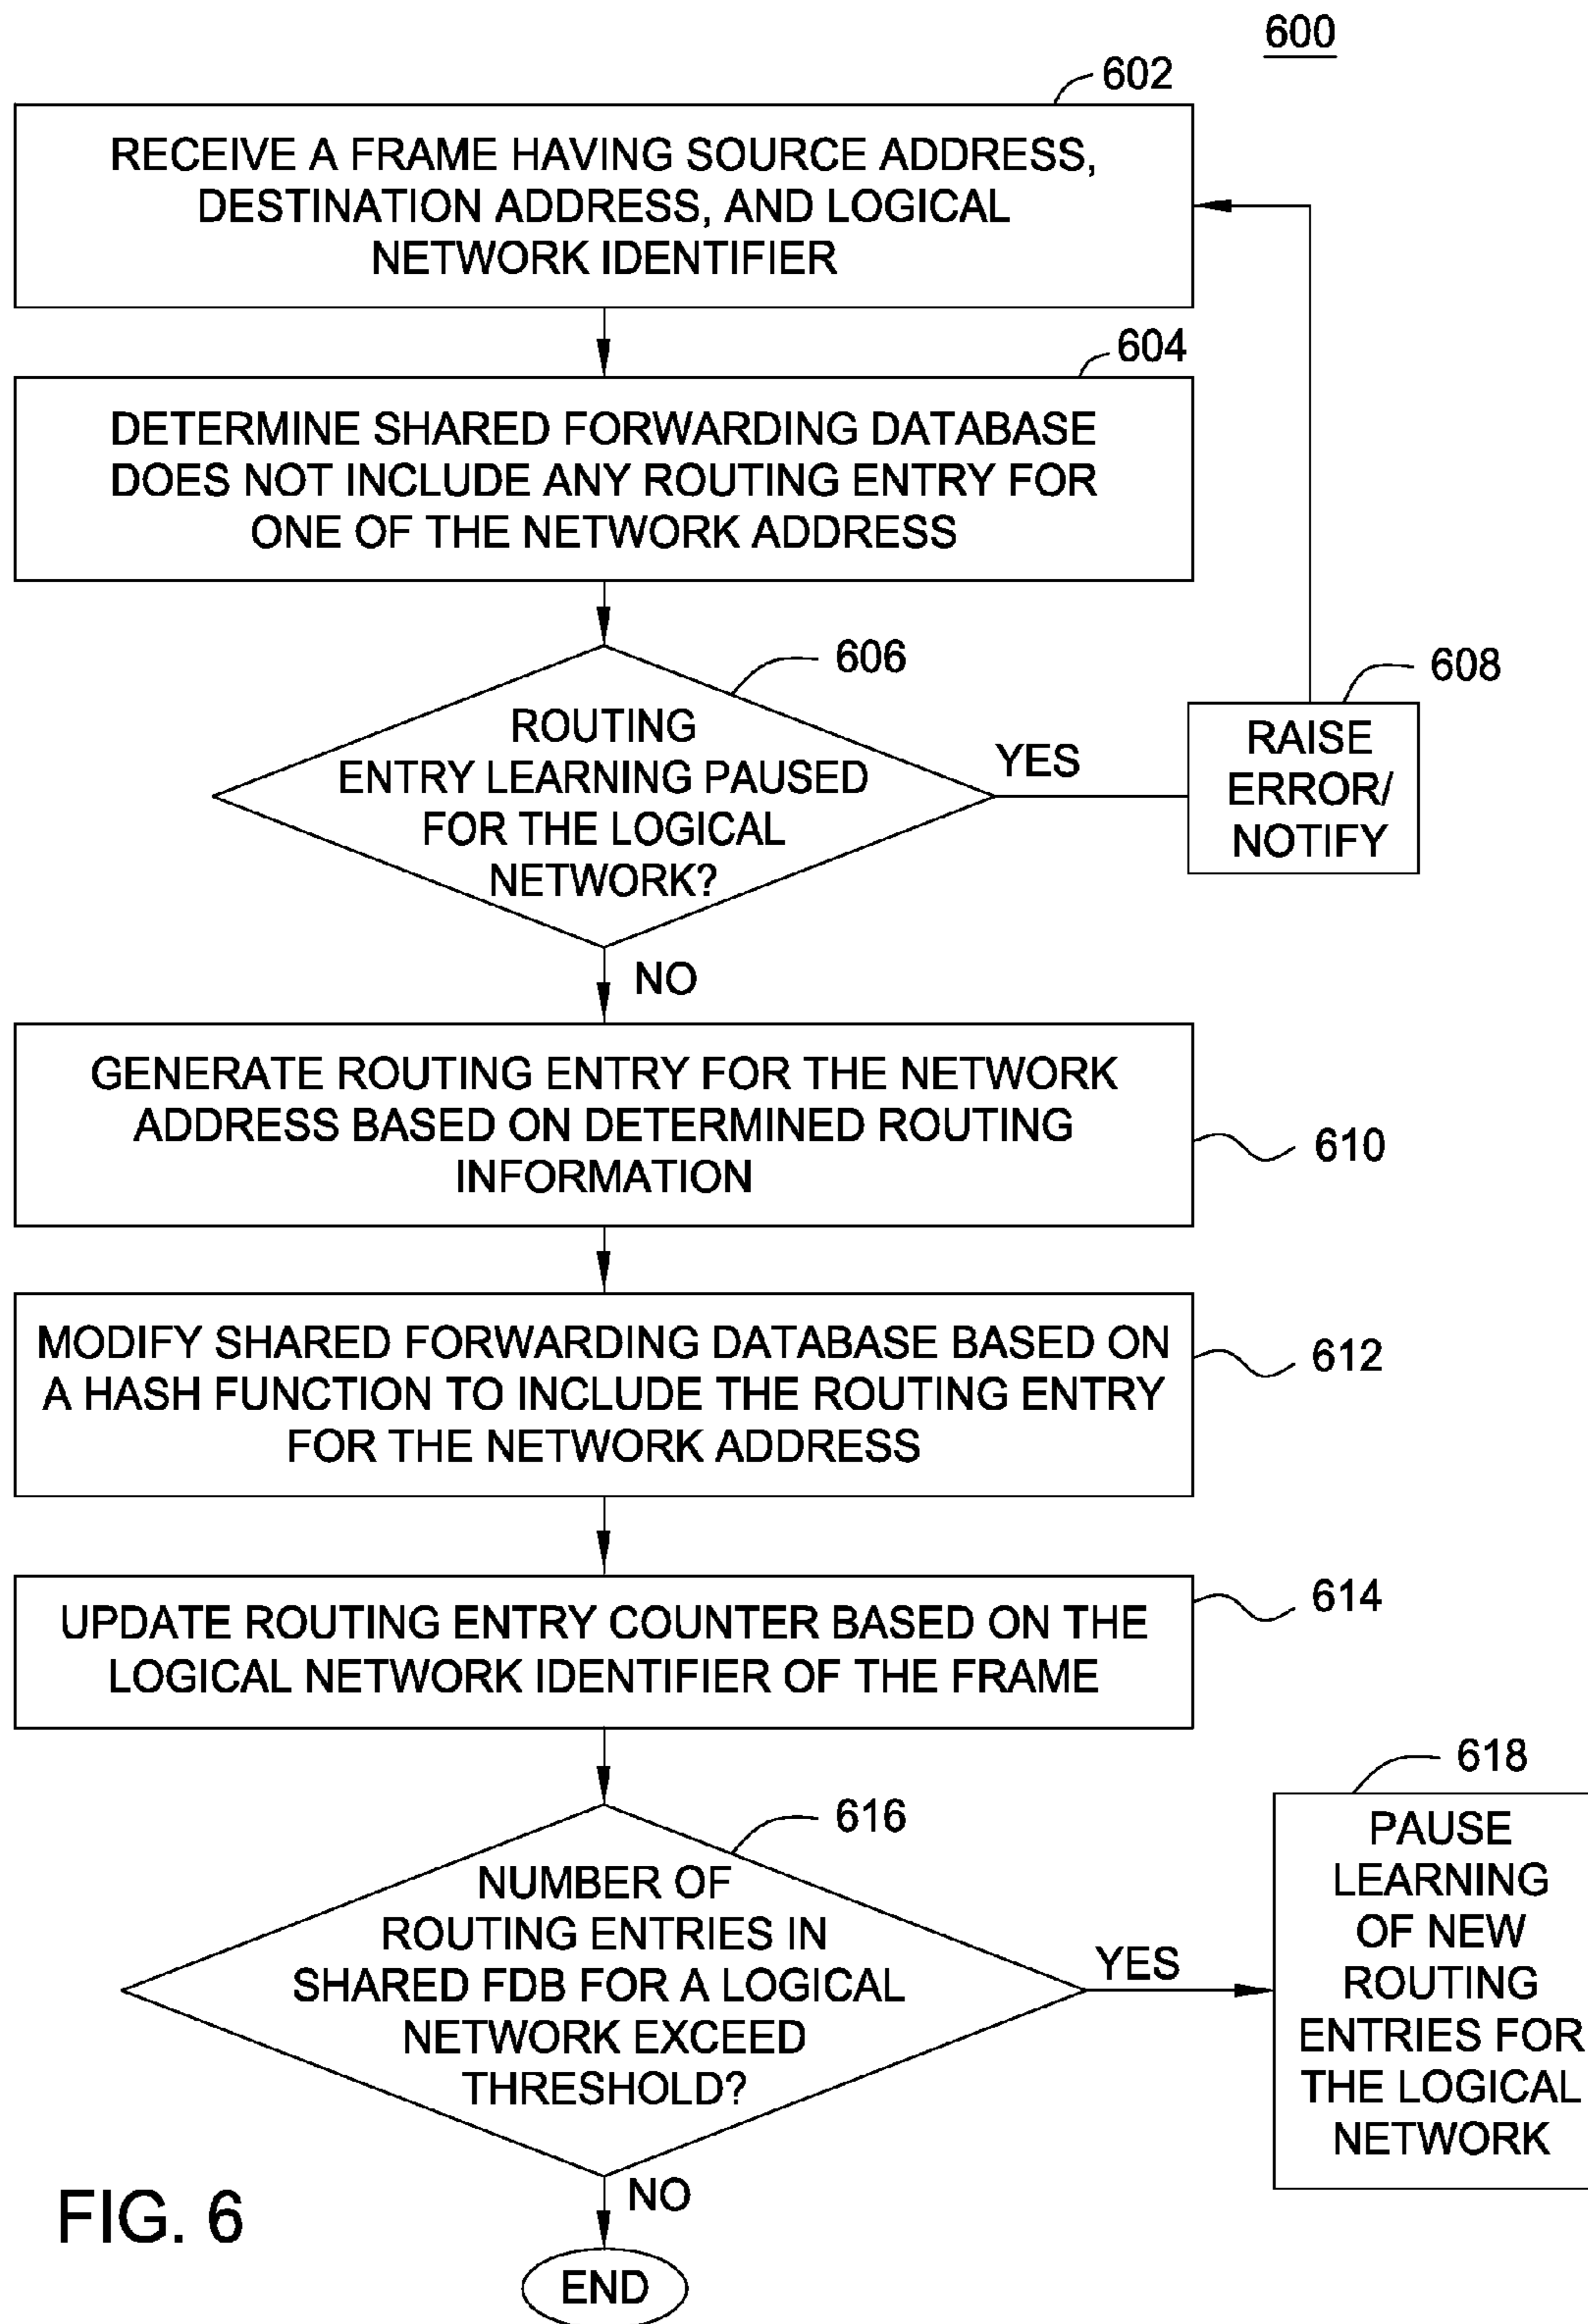 600
602
RECEIVE A FRAME HAVING SOURCE ADDRESS,
DESTINATION ADDRESS, AND LOGICAL
NETWORK IDENTIFIER
604
DETERMINE SHARED FORWARDING DATABASE
DOES NOT INCLUDE ANY ROUTING ENTRY FOR
ONE OF THE NETWORK ADDRESS
606
ROUTING
ENTRY LEARNING PAUSED
FOR THE LOGICAL
NETWORK?
YES
608
RAISE
ERROR/
NOTIFY
NO
GENERATE ROUTING ENTRY FOR THE NETWORK
ADDRESS BASED ON DETERMINED ROUTING
INFORMATION
610
MODIFY SHARED FORWARDING DATABASE BASED ON
A HASH FUNCTION TO INCLUDE THE ROUTING ENTRY
FOR THE NETWORK ADDRESS
612
UPDATE ROUTING ENTRY COUNTER BASED ON THE
LOGICAL NETWORK IDENTIFIER OF THE FRAME
614
616
NUMBER OF
ROUTING ENTRIES IN
SHARED FDB FOR A LOGICAL
NETWORK EXCEED
THRESHOLD?
YES
618
PAUSE
LEARNING
OF NEW
ROUTING
ENTRIES FOR
THE LOGICAL
NETWORK
NO
END
FIG. 6